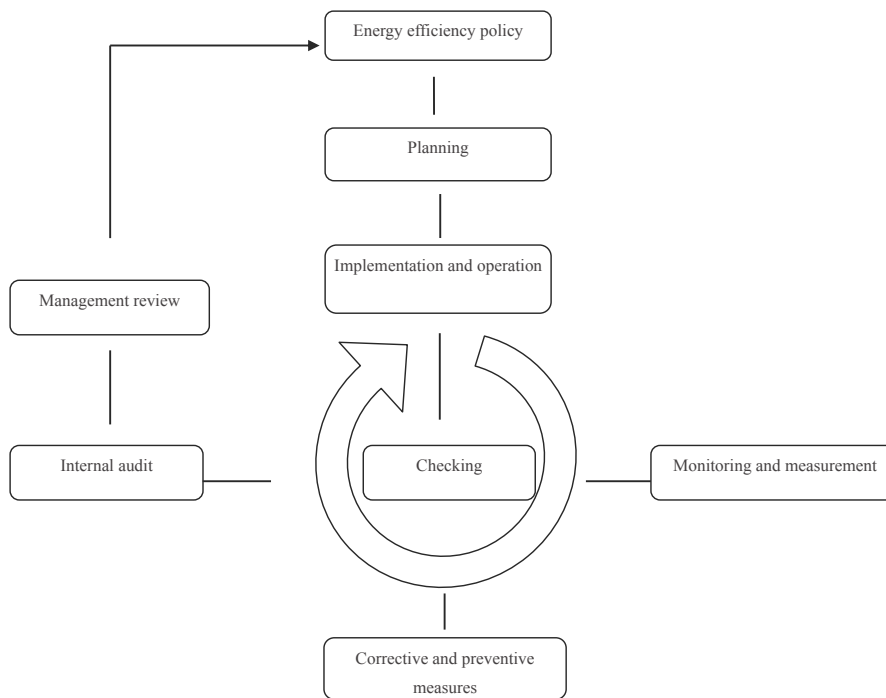 Energy efficiency policy
Planning
Implementation and operation
Management review
Internal audit
Checking
Monitoring and measurement
Corrective and preventive
measures